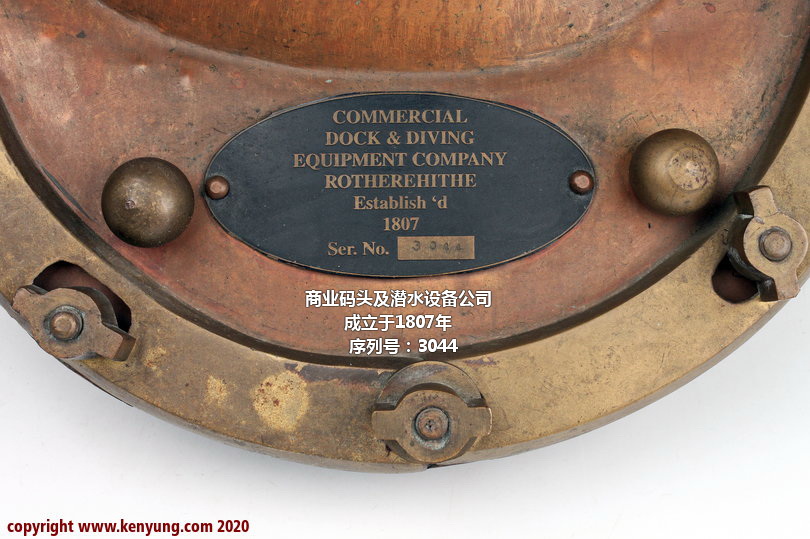 COMMERCIAL
DOCK & DIVING
EQUIPMENT COMPANY
ROTHEREHITHE
Establish ‘d
1807
Ser. No. 3044
商业码头及潜水设备公司
成立于1807年
序列号：3044
copyright www.kenyung.com 2020